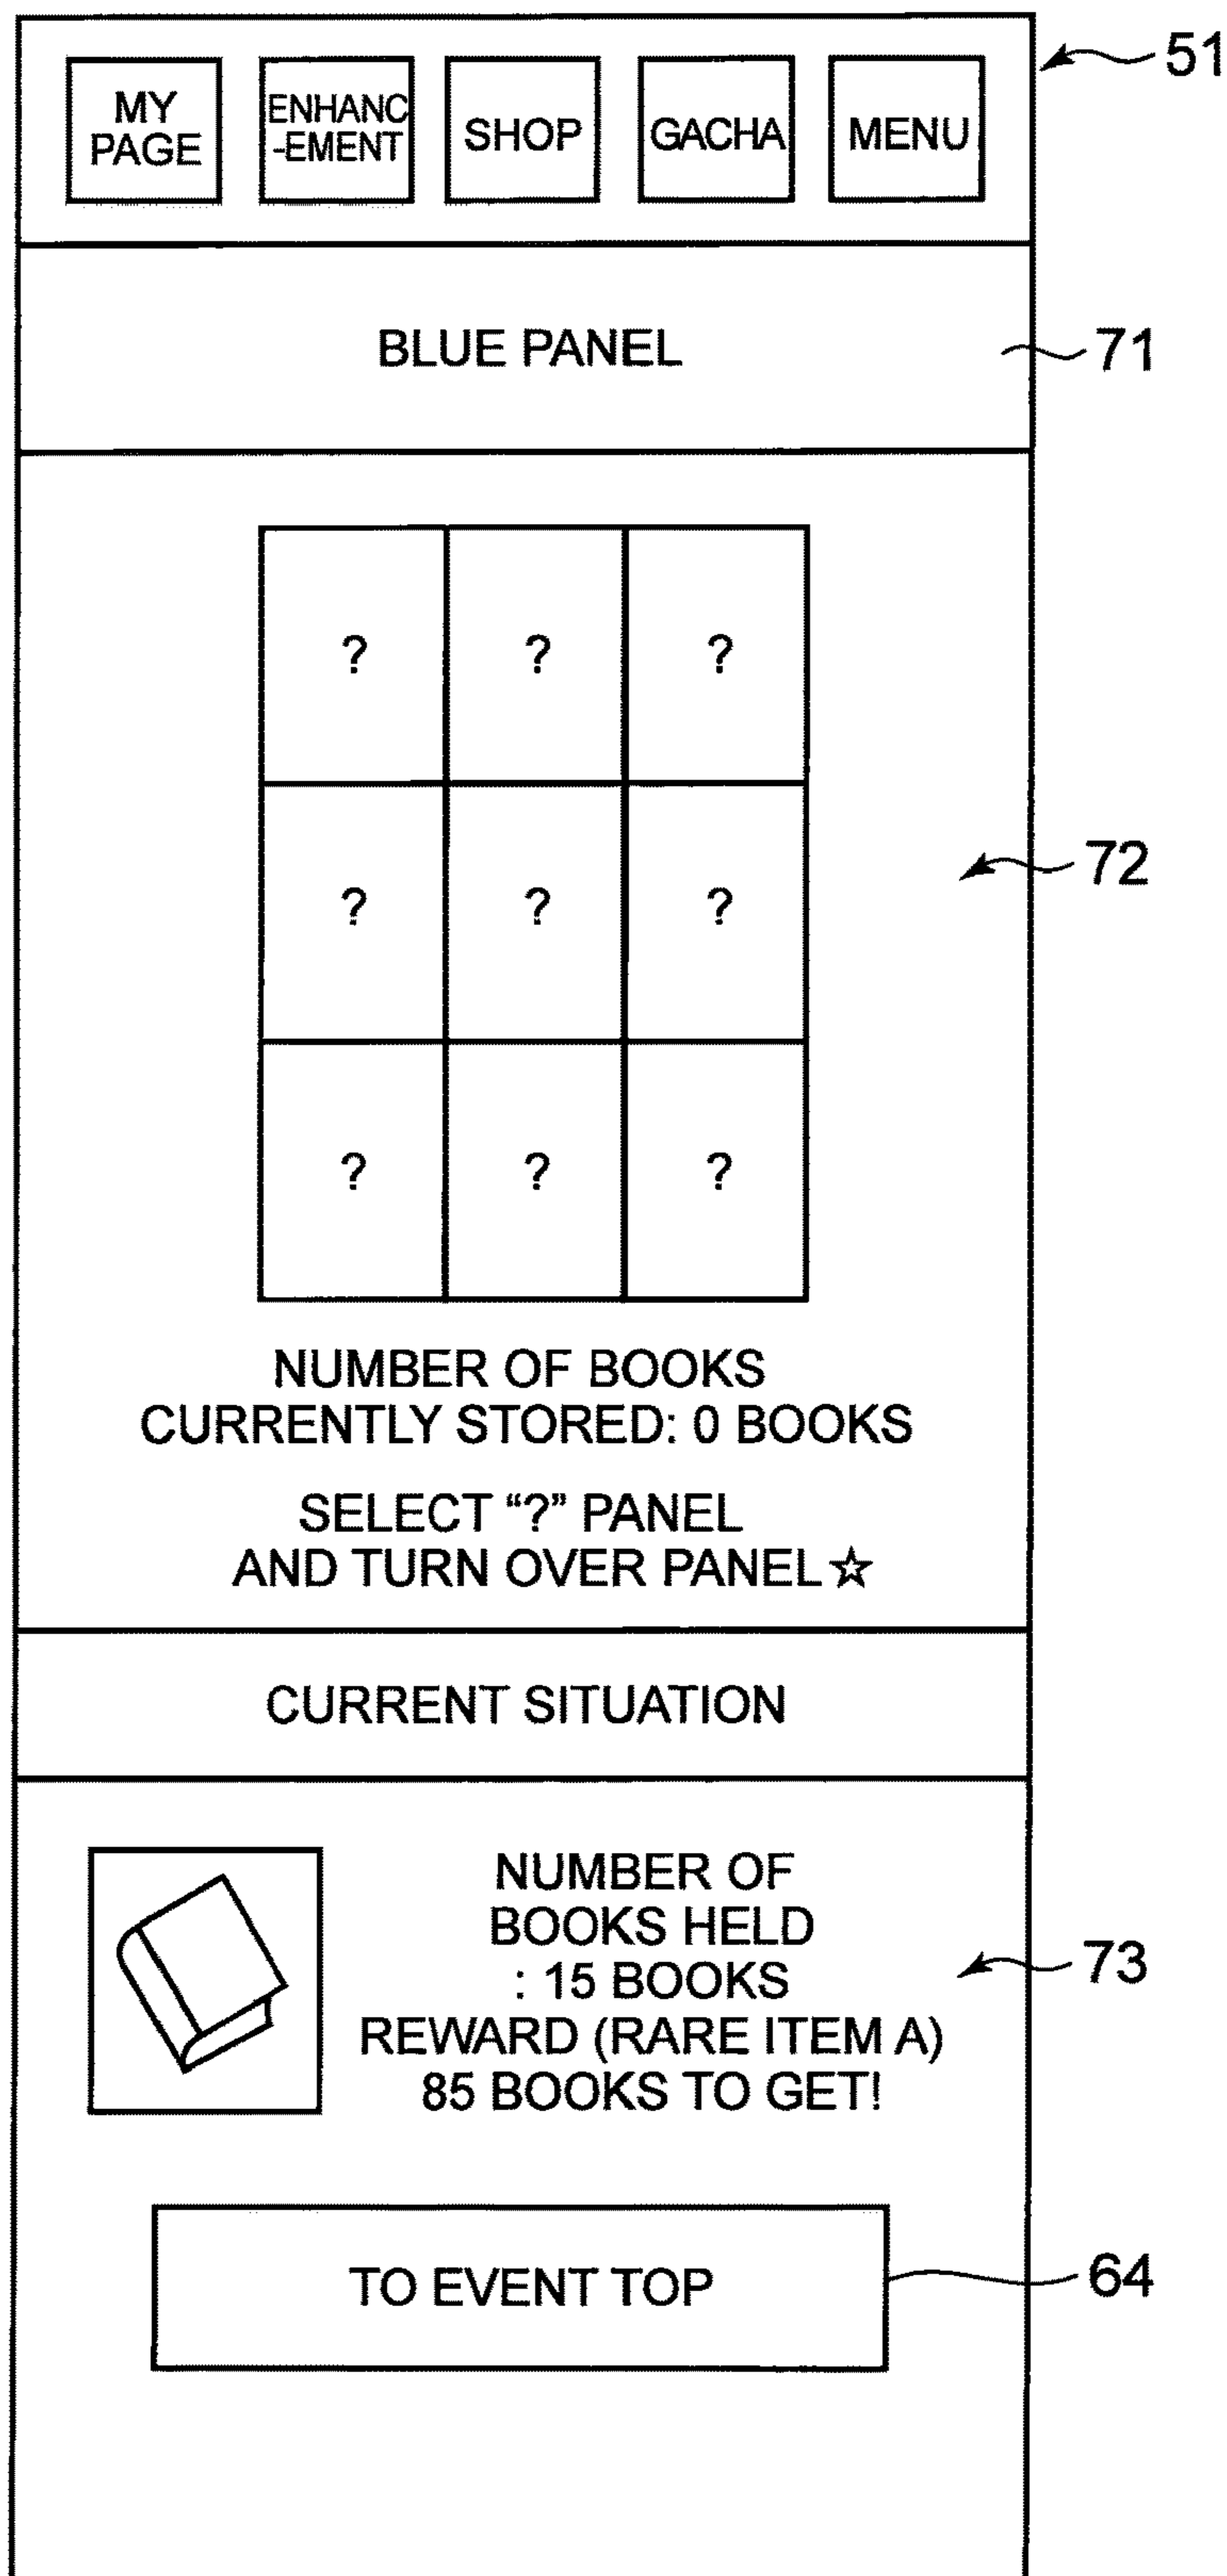 51
MY
PAGE
ENHANC
-EMENT
SHOP
GACHA
MENU
BLUE PANEL
71
? ? ?
72
? ? ?
? ? ?
NUMBER OF BOOKS
CURRENTLY STORED: 0 BOOKS
SELECT “?” PANEL
AND TURN OVER PANEL☆
CURRENT SITUATION
NUMBER OF
BOOKS HELD
: 15 BOOKS
73
REWARD (RARE ITEM A)
85 BOOKS TO GET!
TO EVENT TOP
64